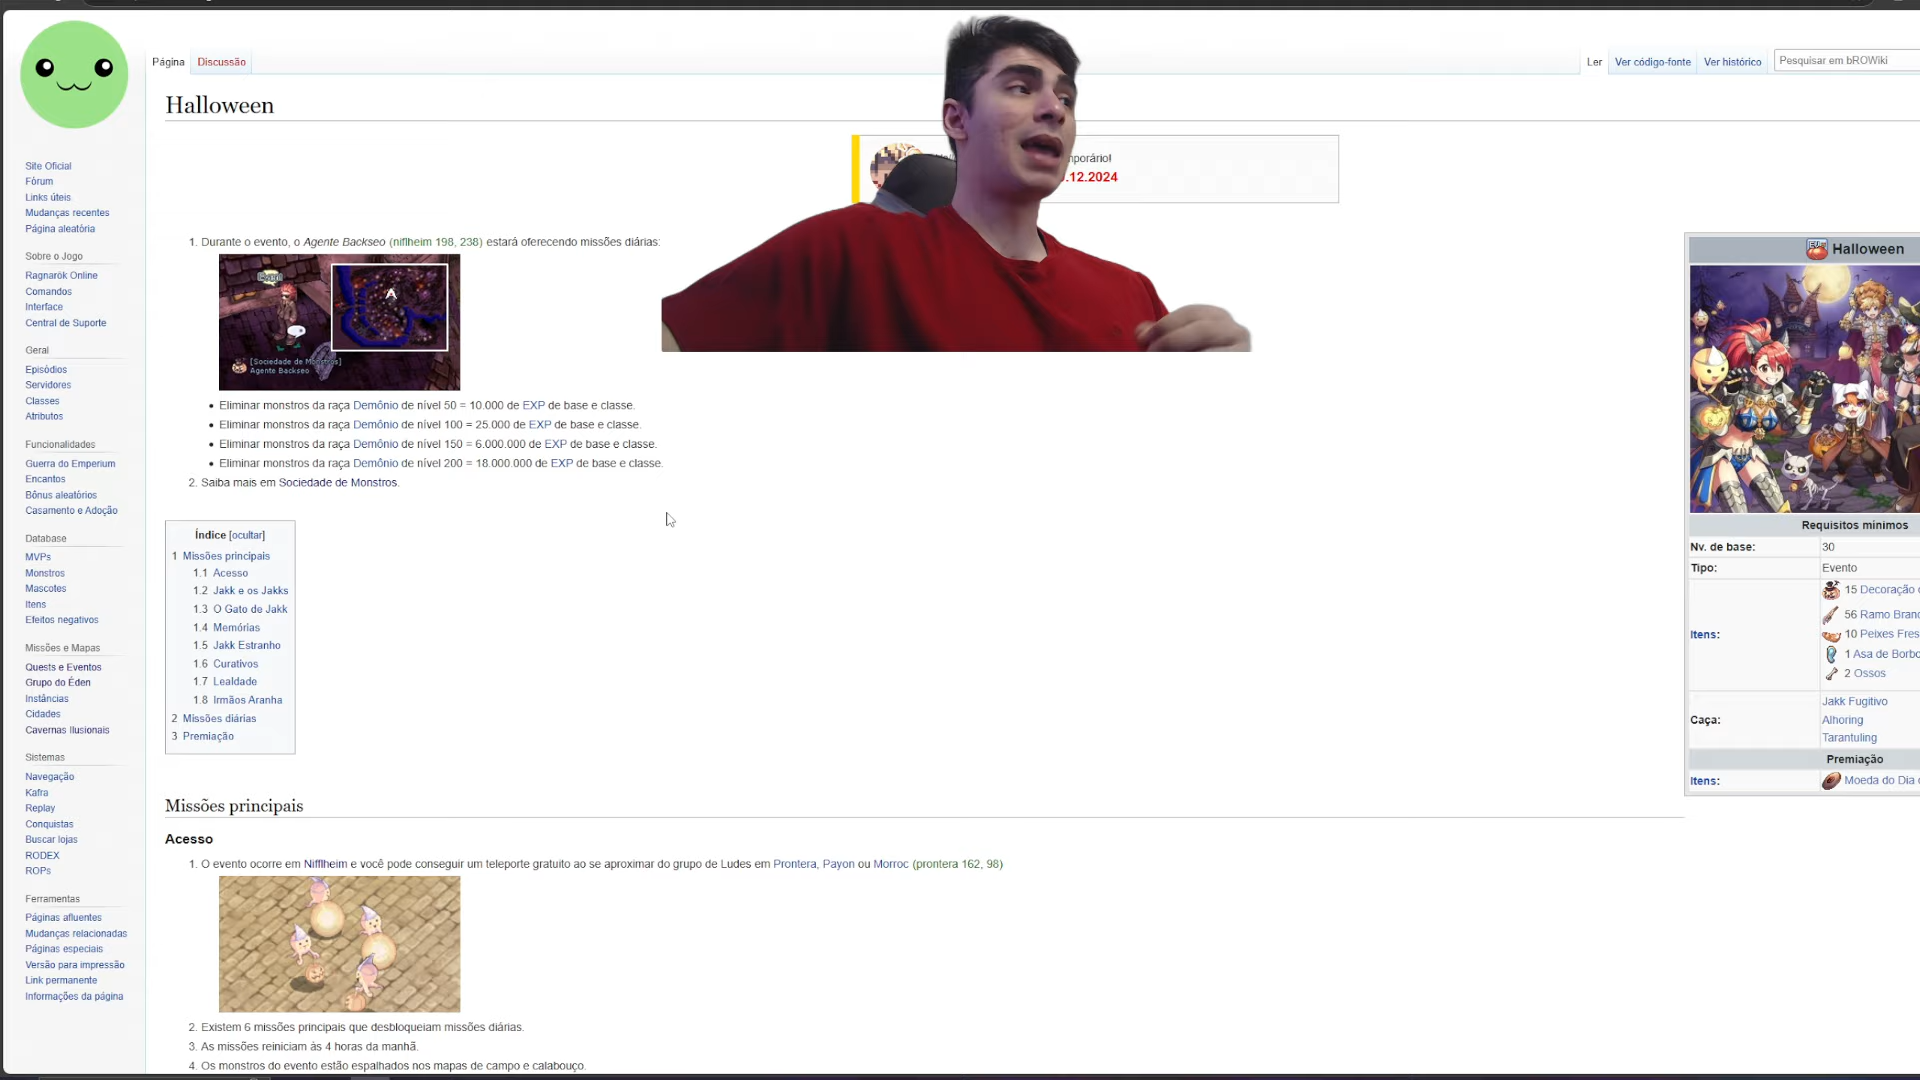 Página Discussão
Ler Ver código-fonte Ver histórico Pesquisar em bROWiki
Halloween
.12.2024
Site Oficial
Fórum
Links úteis
Mudanças recentes
Página aleatória
Sobre o Jogo
Ragnarök Online
Comandos
Interface
Central de Suporte
Geral
Episódios
Servidores
Classes
Atributos
Funcionalidades
Guerra do Emperium
Encantos
Bônus aleatórios
Casamento e Adoção
Database
MVPs
Monstros
Mascotes
Itens
Efeitos negativos
Missões e Mapas
Quests e Eventos
Grupo do Éden
Instâncias
Cidades
Cavernas Ilusionais
Sistemas
Navegação
Kafra
Replay
Conquistas
Buscar lojas
RODEX
ROPs
Ferramentas
Páginas afluentes
Mudanças relacionadas
Páginas especiais
Versão para impressão
Link permanente
Informações da página
1. Durante o evento, o Agente Backseo (niflheim 198, 238) estará oferecendo missões diárias:
[Sociedade de Monstros]
Agente Backseo
• Eliminar monstros da raça Demônio de nível 50 = 10.000 de EXP de base e classe.
• Eliminar monstros da raça Demônio de nível 100 = 25.000 de EXP de base e classe.
• Eliminar monstros da raça Demônio de nível 150 = 6.000.000 de EXP de base e classe.
• Eliminar monstros da raça Demônio de nível 200 = 18.000.000 de EXP de base e classe.
2. Saiba mais em Sociedade de Monstros.
Índice [ocultar]
1 Missões principais
1.1 Acesso
1.2 Jakk e os Jakks
1.3 O Gato de Jakk
1.4 Memórias
1.5 Jakk Estranho
1.6 Curativos
1.7 Lealdade
1.8 Irmãos Aranha
2 Missões diárias
3 Premiação
Missões principais
Acesso
1. O evento ocorre em Nifflheim e você pode conseguir um teleporte gratuito ao se aproximar do grupo de Ludes em Prontera, Payon ou Morroc (prontera 162, 98)
2. Existem 6 missões principais que desbloqueiam missões diárias.
3. As missões reiniciam às 4 horas da manhã.
4. Os monstros do evento estão espalhados nos mapas de campo e calabouço.
Halloween
Requisitos mínimos
Nv. de base: 30
Tipo: Evento
Itens:
15 Decoração
56 Ramo
10 Peixes
1 Asa de
2 Ossos
Caça:
Jakk Fugitivo
Alhoring
Tarantuling
Premiação
Itens: Moeda do Dia